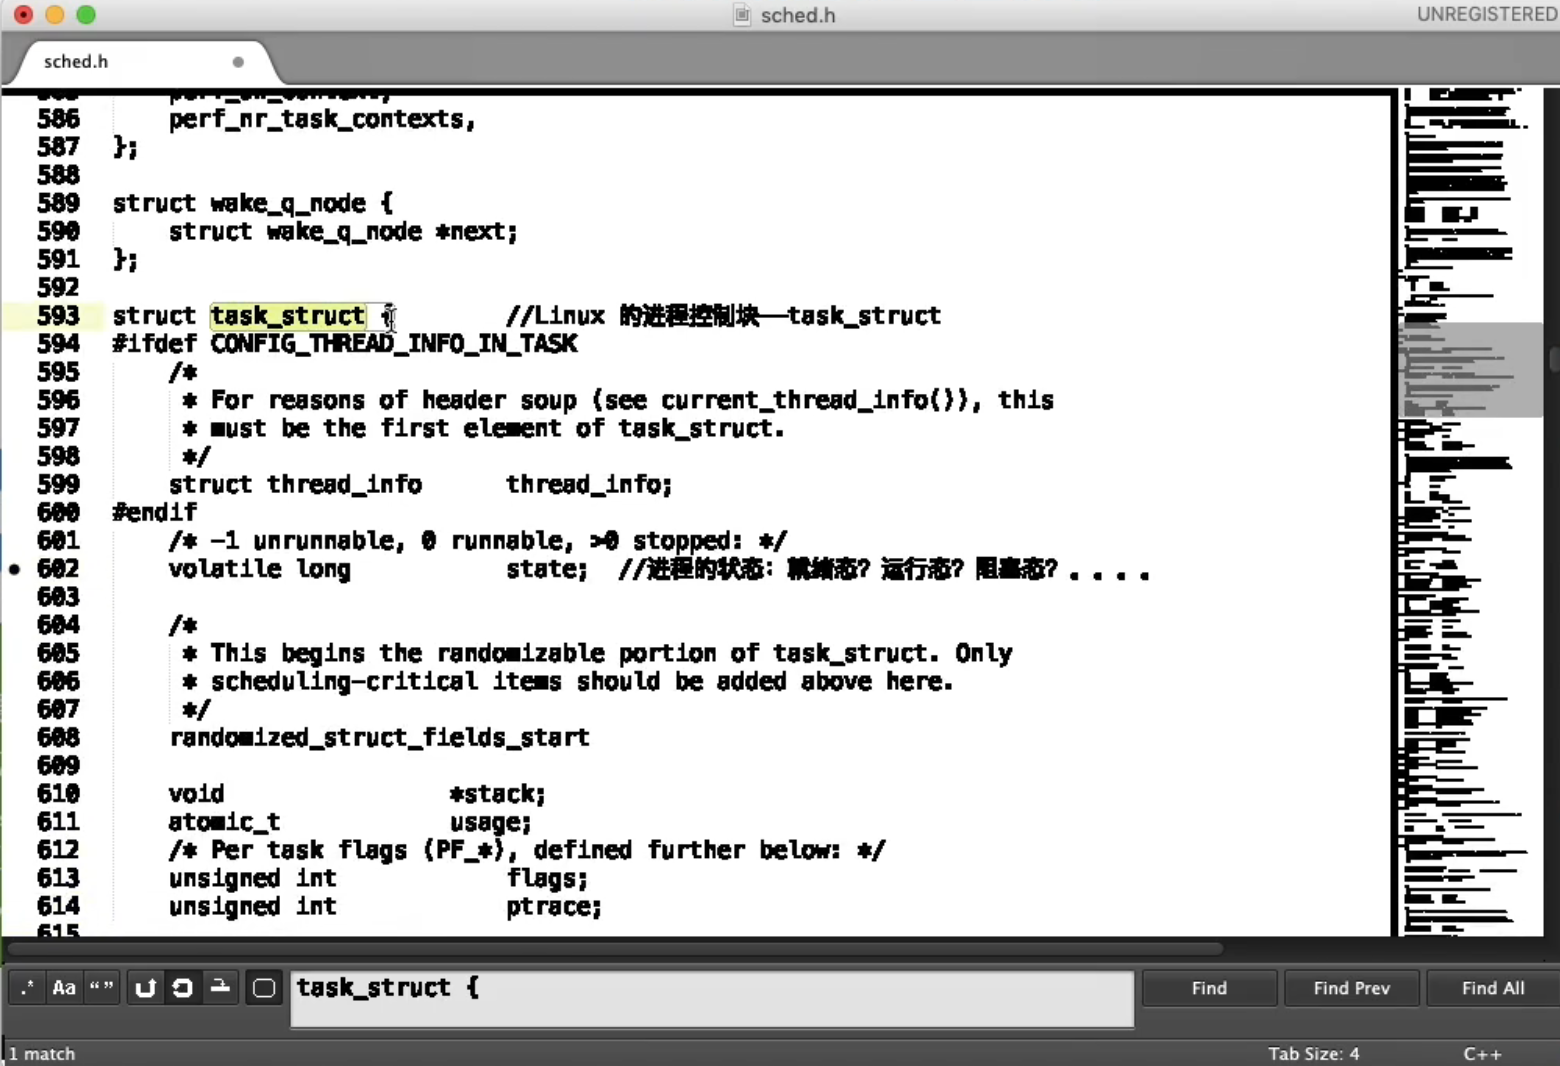 sched.h
UNREGISTERED
sched.h
586 perf_nr_task_contexts,
587 };
588
589 struct wake_q_node {
590 struct wake_q_node *next;
591 };
592
593 struct task_struct { //Linux 的进程控制块——task_struct
594 #ifdef CONFIG_THREAD_INFO_IN_TASK
595 /*
596 * For reasons of header soup (see current_thread_info()), this
597 * must be the first element of task_struct.
598 */
599 struct thread_info thread_info;
600 #endif
601 /* -1 unrunnable, 0 runnable, >0 stopped: */
602 volatile long state; //进程的状态：就绪态？运行态？阻塞态？....
603
604 /*
605 * This begins the randomizable portion of task_struct. Only
606 * scheduling-critical items should be added above here.
607 */
608 randomized_struct_fields_start
609
610 void *stack;
611 atomic_t usage;
612 /* Per task flags (PF_*), defined further below: */
613 unsigned int flags;
614 unsigned int ptrace;
615
.* Aa “ ” task_struct { Find Find Prev Find All
1 match Tab Size: 4 C++